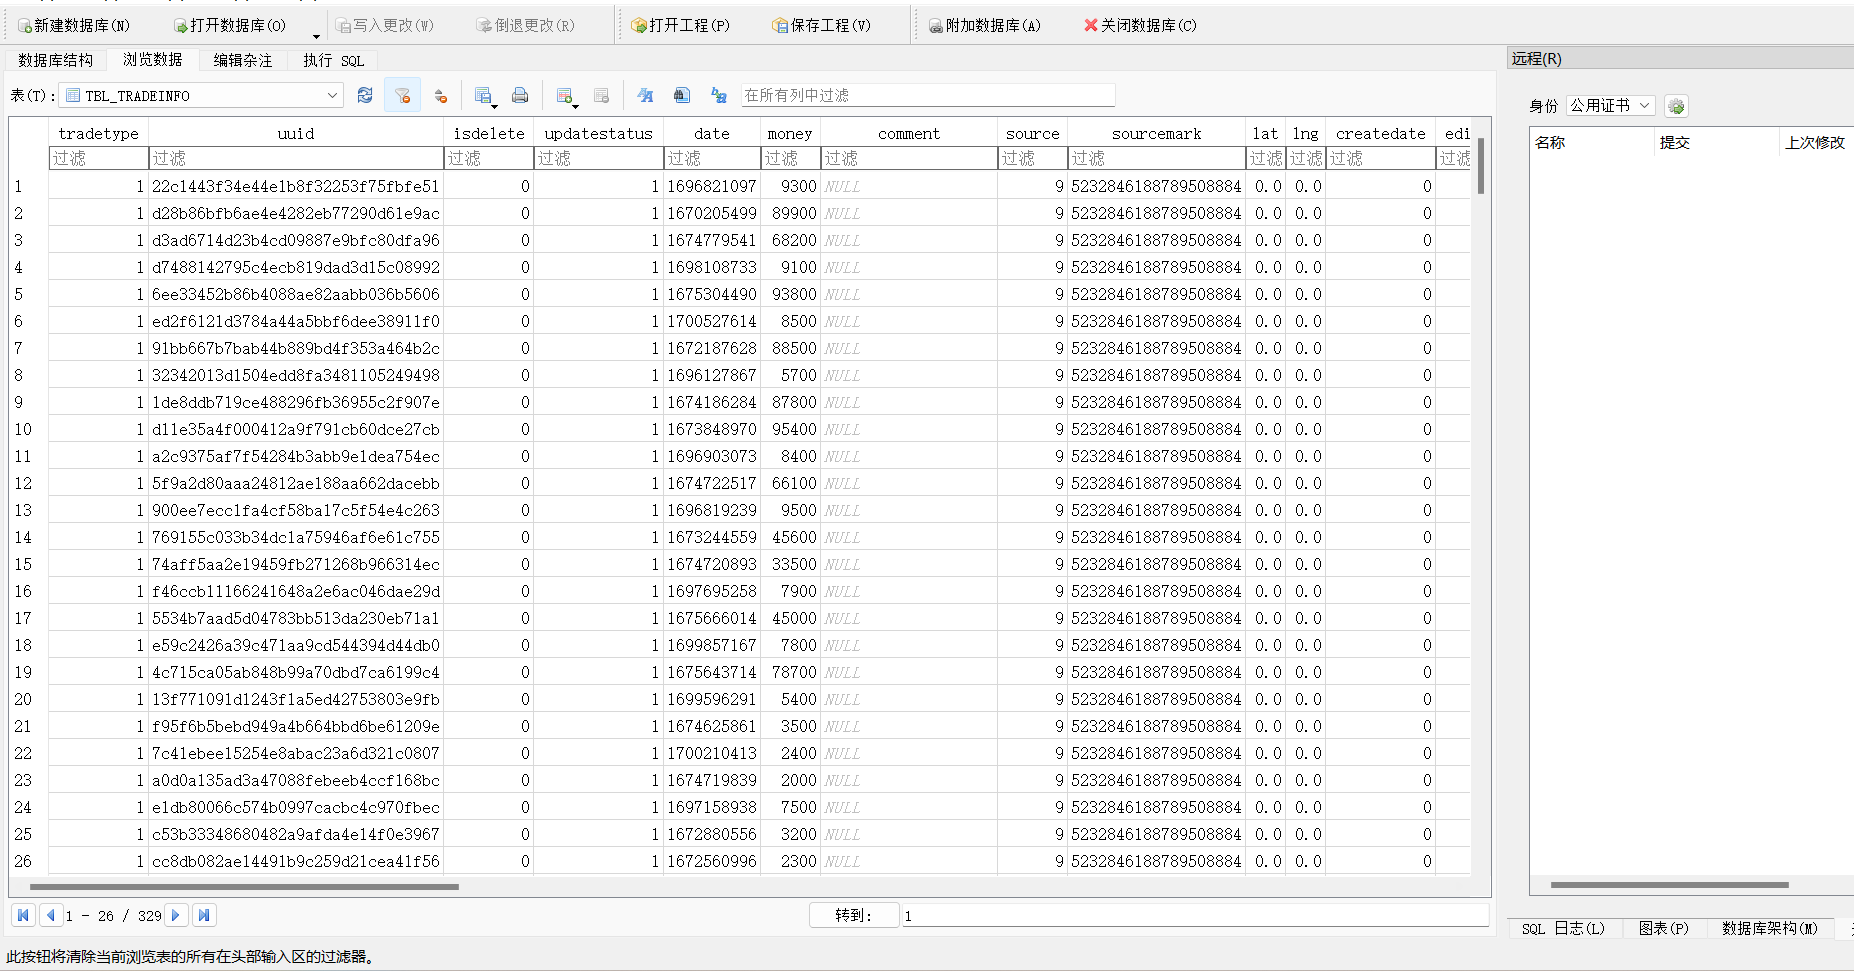 新建数据库(N) 打开数据库(O) 写入更改(W) 倒退更改(R) 打开工程(P) 保存工程(V) 附加数据库(A) 关闭数据库(C)
数据库结构 浏览数据 编辑杂注 执行 SQL
表(T): TBL_TRADEINFO 在所有列中过滤
tradetype uuid isdelete updatestatus date money comment source sourcemark lat lng createdate edi
过滤 过滤 过滤 过滤 过滤 过滤 过滤 过滤 过滤 过滤 过滤 过滤 过滤
1 1 22c1443f34e44e1b8f32253f75fbfe51 0 1 1696821097 9300 NULL 9 5232846188789508884 0.0 0.0 0
2 1 d28b86bfb6ae4e4282eb77290d61e9ac 0 1 1670205499 89900 NULL 9 5232846188789508884 0.0 0.0 0
3 1 d3ad6714d23b4cd09887e9bfc80dfa96 0 1 1674779541 68200 NULL 9 5232846188789508884 0.0 0.0 0
4 1 d7488142795c4ecb819dad3d15c08992 0 1 1698108733 9100 NULL 9 5232846188789508884 0.0 0.0 0
5 1 6ee33452b86b4088ae82aabb036b5606 0 1 1675304490 93800 NULL 9 5232846188789508884 0.0 0.0 0
6 1 ed2f6121d3784a44a5bbf6dee38911f0 0 1 1700527614 8500 NULL 9 5232846188789508884 0.0 0.0 0
7 1 91bb667b7bab44b889bd4f353a464b2c 0 1 1672187628 88500 NULL 9 5232846188789508884 0.0 0.0 0
8 1 32342013d1504edd8fa3481105249498 0 1 1696127867 5700 NULL 9 5232846188789508884 0.0 0.0 0
9 1 1de8ddb719ce488296fb36955c2f907e 0 1 1674186284 87800 NULL 9 5232846188789508884 0.0 0.0 0
10 1 d11e35a4f000412a9f791cb60dce27cb 0 1 1673848970 95400 NULL 9 5232846188789508884 0.0 0.0 0
11 1 a2c9375af7f54284b3abb9e1dea754ec 0 1 1696903073 8400 NULL 9 5232846188789508884 0.0 0.0 0
12 1 5f9a2d80aaa24812ae188aa662dacebb 0 1 1674722517 66100 NULL 9 5232846188789508884 0.0 0.0 0
13 1 900ee7ecc1fa4cf58ba17c5f54e4c263 0 1 1696819239 9500 NULL 9 5232846188789508884 0.0 0.0 0
14 1 769155c033b34dc1a75946af6e61c755 0 1 1673244559 45600 NULL 9 5232846188789508884 0.0 0.0 0
15 1 74aff5aa2e19459fb271268b966314ec 0 1 1674720893 33500 NULL 9 5232846188789508884 0.0 0.0 0
16 1 f46ccb11166241648a2e6ac046dae29d 0 1 1697695258 7900 NULL 9 5232846188789508884 0.0 0.0 0
17 1 5534b7aad5d04783bb513da230eb71a1 0 1 1675666014 45000 NULL 9 5232846188789508884 0.0 0.0 0
18 1 e59c2426a39c471aa9cd544394d44db0 0 1 1699857167 7800 NULL 9 5232846188789508884 0.0 0.0 0
19 1 4c715ca05ab848b99a70dbd7ca6199c4 0 1 1675643714 78700 NULL 9 5232846188789508884 0.0 0.0 0
20 1 13f771091d1243f1a5ed42753803e9fb 0 1 1699596291 5400 NULL 9 5232846188789508884 0.0 0.0 0
21 1 f95f6b5bebd949a4b664bbd6be61209e 0 1 1674625861 3500 NULL 9 5232846188789508884 0.0 0.0 0
22 1 7c41ebee15254e8abac23a6d321c0807 0 1 1700210413 2400 NULL 9 5232846188789508884 0.0 0.0 0
23 1 a0d0a135ad3a47088febeeb4ccf168bc 0 1 1674719839 2000 NULL 9 5232846188789508884 0.0 0.0 0
24 1 e1db80066c574b0997cacbc4c970fbec 0 1 1697158938 7500 NULL 9 5232846188789508884 0.0 0.0 0
25 1 c53b33348680482a9afda4e14f0e3967 0 1 1672880556 3200 NULL 9 5232846188789508884 0.0 0.0 0
26 1 cc8db082ae14491b9c259d21cea41f56 0 1 1672560996 2300 NULL 9 5232846188789508884 0.0 0.0 0
1 - 26 / 329 转到: 1
此按钮将清除当前浏览表的所有在头部输入区的过滤器。
远程(R)
身份 公用证书
名称 提交 上次修改
SQL 日志(L) 图表(P) 数据库架构(M)